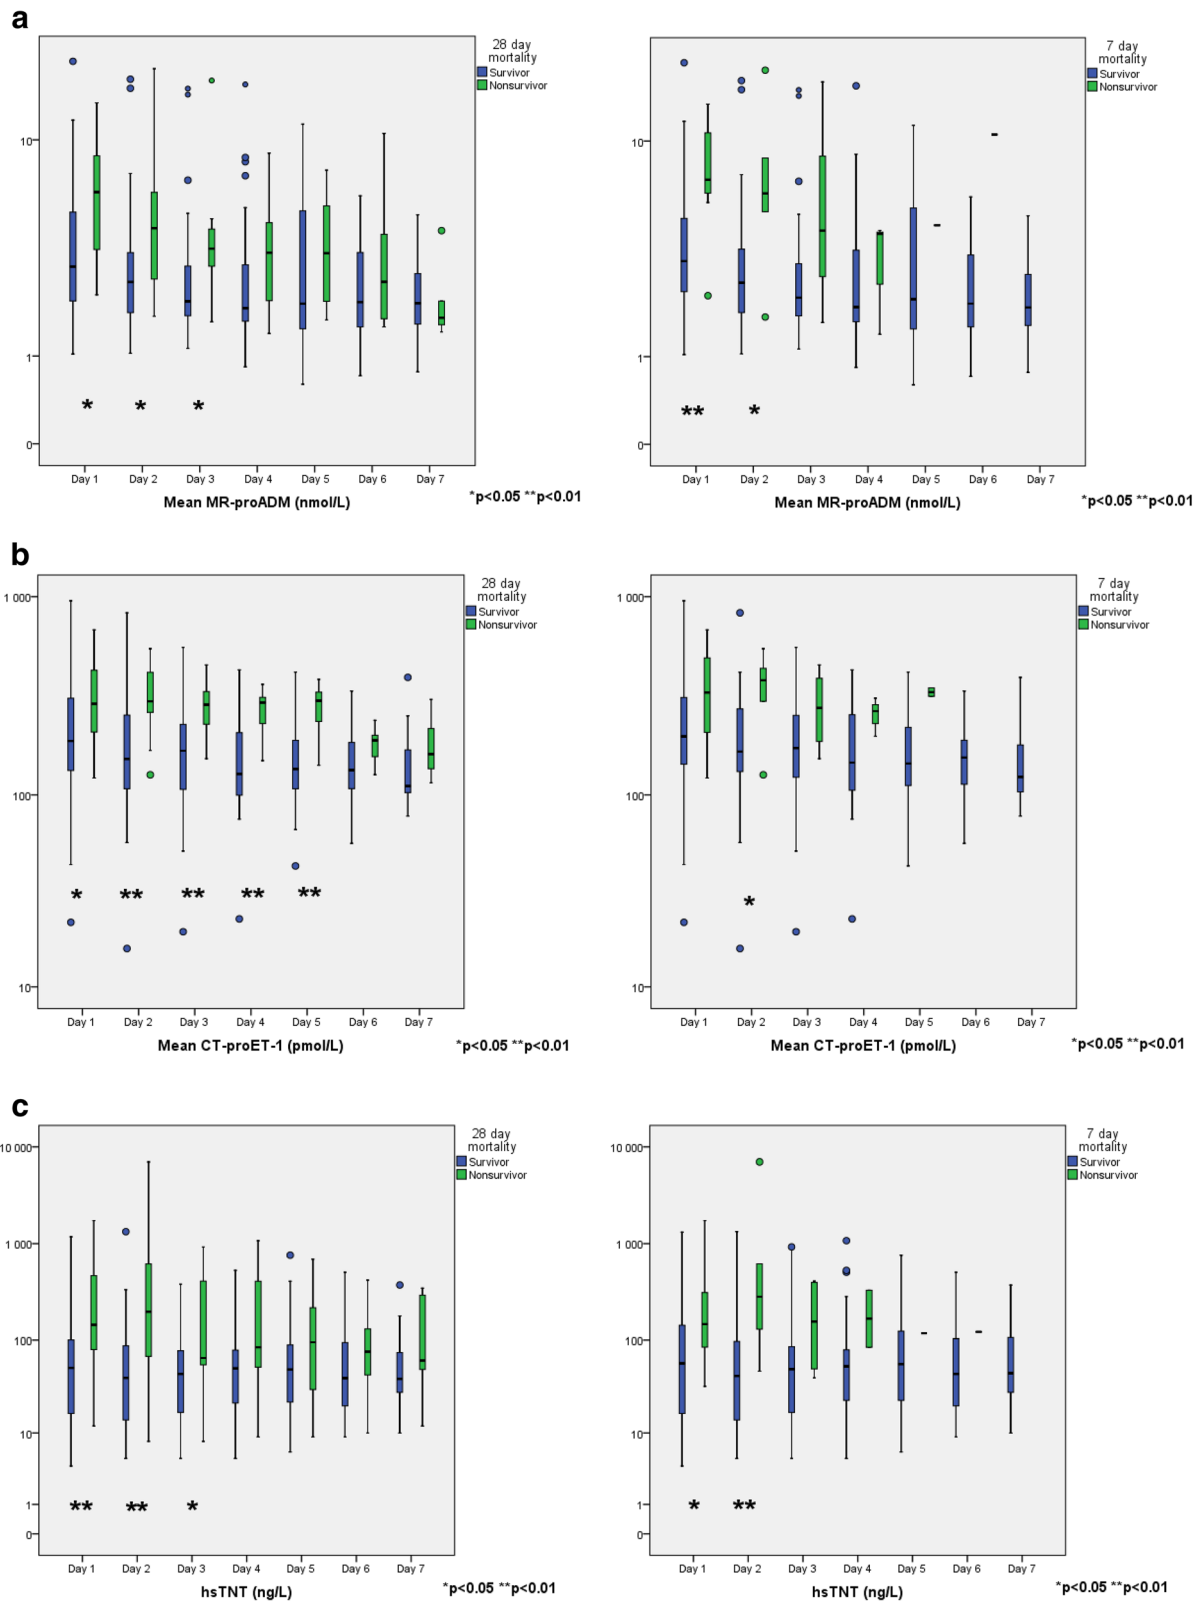 a
28 day
mortality
Survivor
Nonsurvivor
10
1
0
* * *
Day 1 Day 2 Day 3 Day 4 Day 5 Day 6 Day 7
Mean MR-proADM (nmol/L)
*p<0.05 **p<0.01
7 day
mortality
Survivor
Nonsurvivor
10
1
0
** *
Day 1 Day 2 Day 3 Day 4 Day 5 Day 6 Day 7
Mean MR-proADM (nmol/L)
*p<0.05 **p<0.01
b
28 day
mortality
Survivor
Nonsurvivor
1 000
100
10
* ** ** ** **
Day 1 Day 2 Day 3 Day 4 Day 5 Day 6 Day 7
Mean CT-proET-1 (pmol/L)
*p<0.05 **p<0.01
7 day
mortality
Survivor
Nonsurvivor
1 000
100
10
*
Day 1 Day 2 Day 3 Day 4 Day 5 Day 6 Day 7
Mean CT-proET-1 (pmol/L)
*p<0.05 **p<0.01
c
28 day
mortality
Survivor
Nonsurvivor
10 000
1 000
100
10
1
0
** ** *
Day 1 Day 2 Day 3 Day 4 Day 5 Day 6 Day 7
hsTNT (ng/L)
*p<0.05 **p<0.01
7 day
mortality
Survivor
Nonsurvivor
10 000
1 000
100
10
1
0
* **
Day 1 Day 2 Day 3 Day 4 Day 5 Day 6 Day 7
hsTNT (ng/L)
*p<0.05 **p<0.01